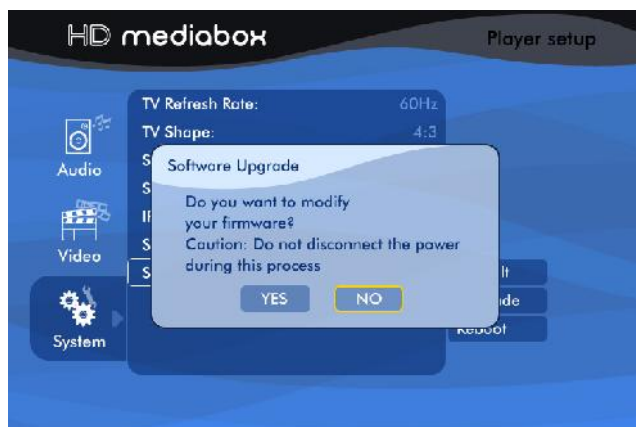 HD mediabox
Player setup
TV Refresh Rate: 60Hz
TV Shape: 4:3
Audio
Software Upgrade
Do you want to modify
your firmware?
Caution: Do not disconnect the power
during this process
YES NO
Video
System
Reboot